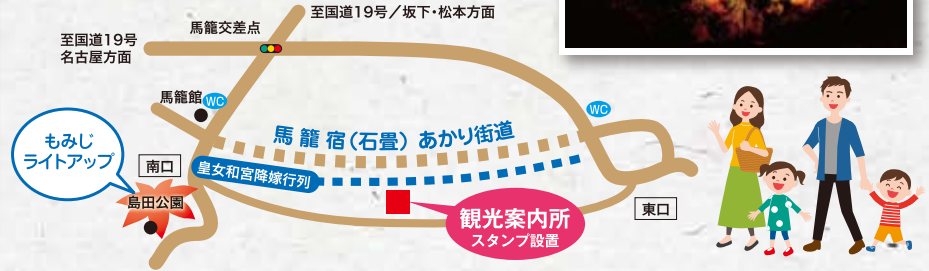 至国道19号／坂下・松本方面
馬籠交差点
至国道19号
名古屋方面
馬籠館
WC
WC
馬籠宿（石畳）あかり街道
もみじ
ライトアップ
南口
皇女和宮降嫁行列
島田公園
観光案内所
スタンプ設置
東口